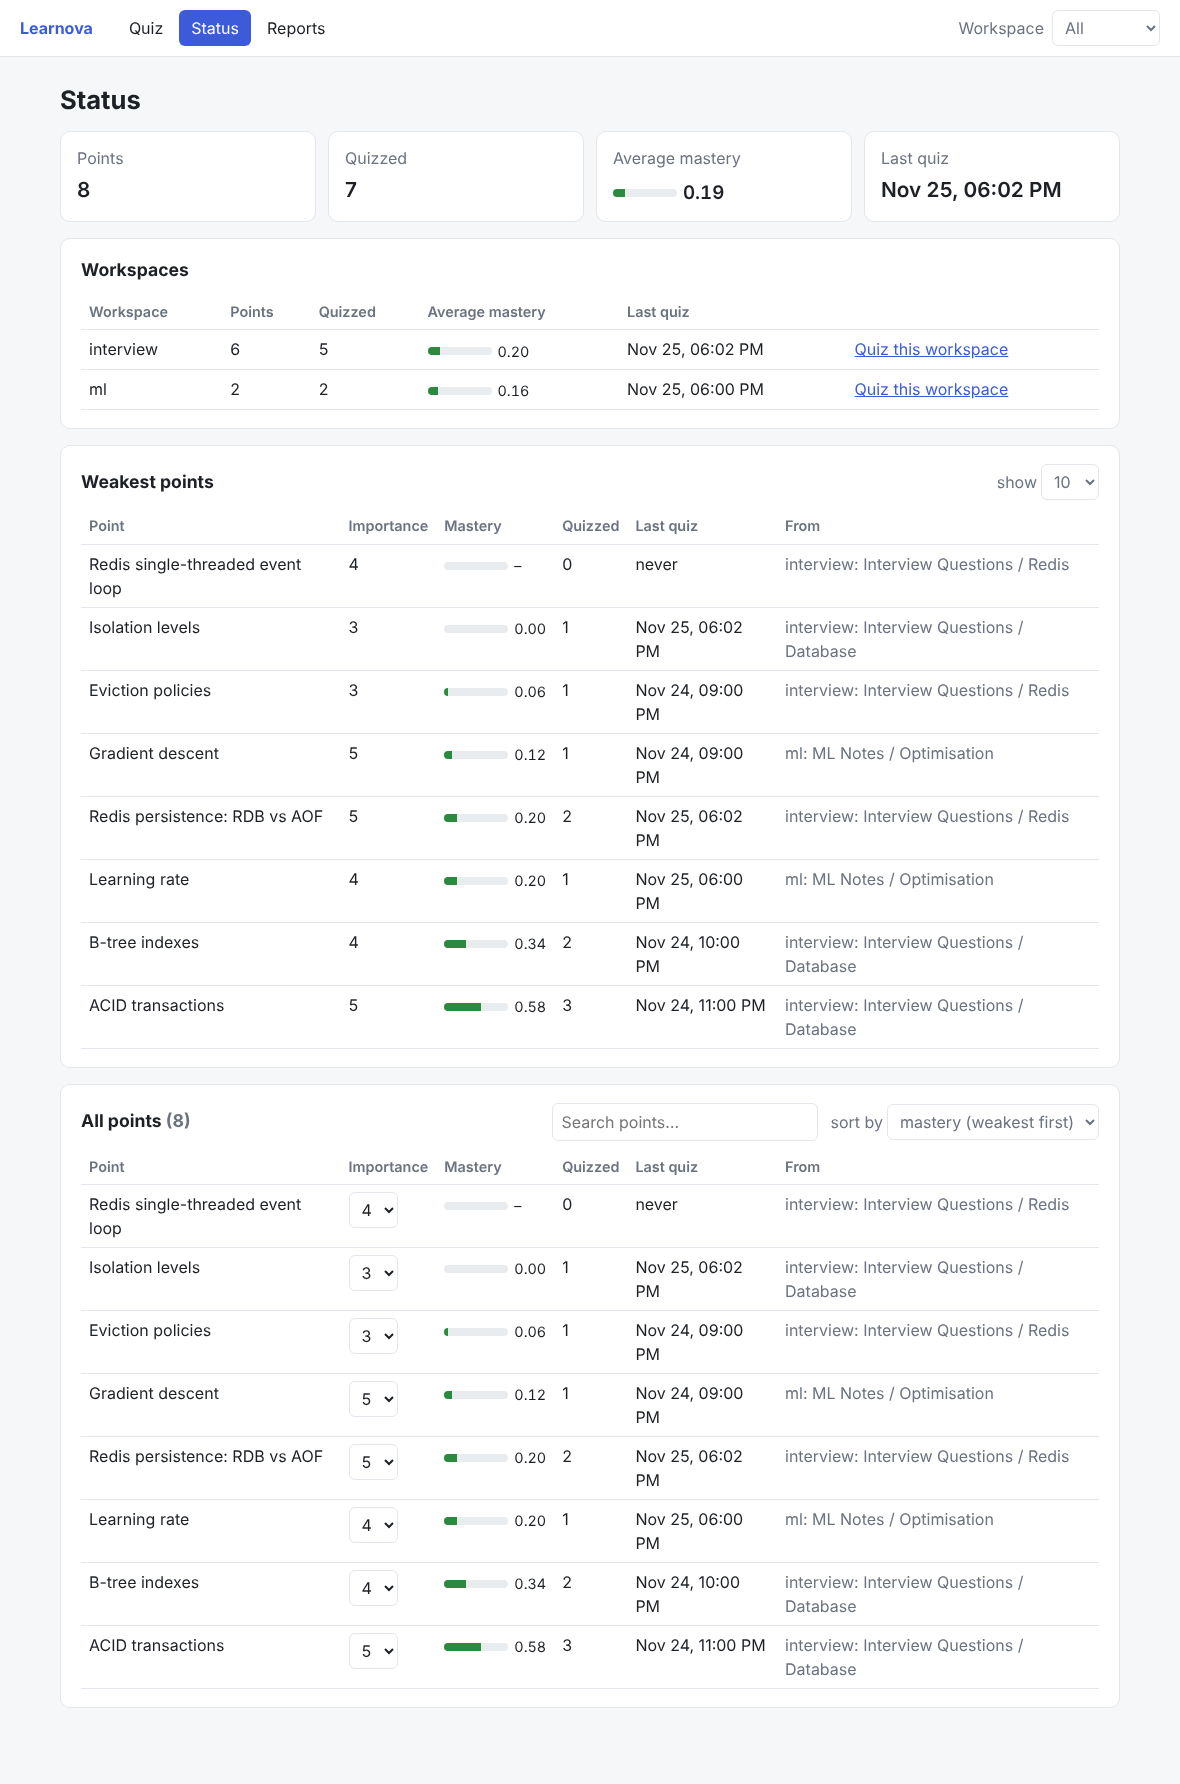 Learnova Quiz Status Reports Workspace All
Status
Points Quizzed Average mastery Last quiz
8 7 0.19 Nov 25, 06:02 PM
Workspaces
Workspace Points Quizzed Average mastery Last quiz
interview 6 5 0.20 Nov 25, 06:02 PM Quiz this workspace
ml 2 2 0.16 Nov 25, 06:00 PM Quiz this workspace
Weakest points show 10
Point Importance Mastery Quizzed Last quiz From
Redis single-threaded event 4 – 0 never interview: Interview Questions / Redis
loop
Isolation levels 3 0.00 1 Nov 25, 06:02 interview: Interview Questions /
PM Database
Eviction policies 3 0.06 1 Nov 24, 09:00 interview: Interview Questions / Redis
PM
Gradient descent 5 0.12 1 Nov 24, 09:00 ml: ML Notes / Optimisation
PM
Redis persistence: RDB vs AOF 5 0.20 2 Nov 25, 06:02 interview: Interview Questions / Redis
PM
Learning rate 4 0.20 1 Nov 25, 06:00 ml: ML Notes / Optimisation
PM
B-tree indexes 4 0.34 2 Nov 24, 10:00 interview: Interview Questions /
PM Database
ACID transactions 5 0.58 3 Nov 24, 11:00 PM interview: Interview Questions /
Database
All points (8) Search points... sort by mastery (weakest first)
Point Importance Mastery Quizzed Last quiz From
Redis single-threaded event 4 – 0 never interview: Interview Questions / Redis
loop
Isolation levels 3 0.00 1 Nov 25, 06:02 interview: Interview Questions /
PM Database
Eviction policies 3 0.06 1 Nov 24, 09:00 interview: Interview Questions / Redis
PM
Gradient descent 5 0.12 1 Nov 24, 09:00 ml: ML Notes / Optimisation
PM
Redis persistence: RDB vs AOF 5 0.20 2 Nov 25, 06:02 interview: Interview Questions / Redis
PM
Learning rate 4 0.20 1 Nov 25, 06:00 ml: ML Notes / Optimisation
PM
B-tree indexes 4 0.34 2 Nov 24, 10:00 interview: Interview Questions /
PM Database
ACID transactions 5 0.58 3 Nov 24, 11:00 PM interview: Interview Questions /
Database